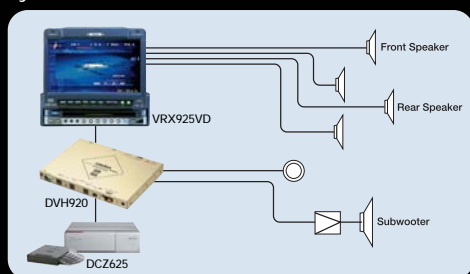 Front Speaker
Rear Speaker
VRX925VD
DVH920
Subwooter
DCZ625